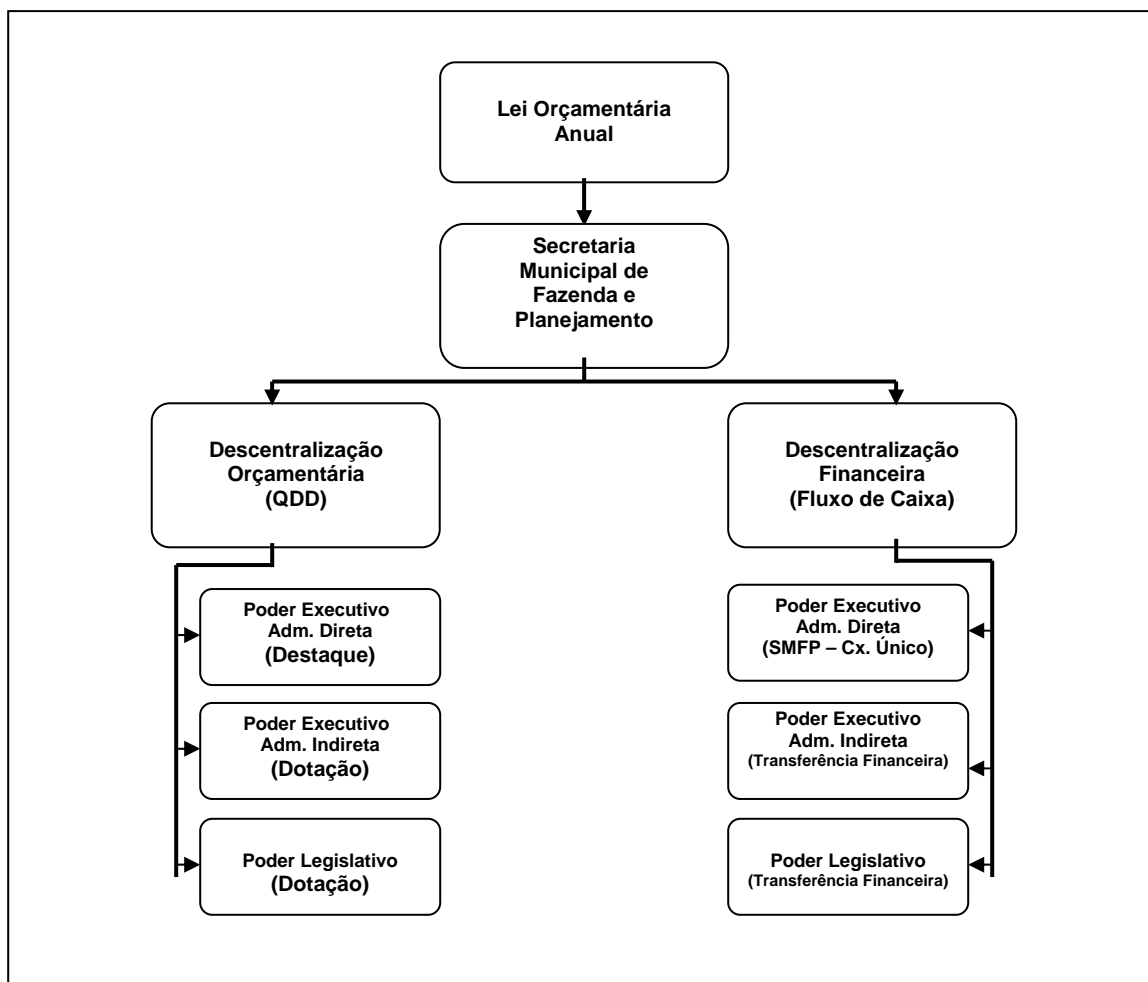 Lei Orçamentária
Anual
Secretaria
Municipal de
Fazenda e
Planejamento
Descentralização
Orçamentária
(QDD)
Descentralização
Financeira
(Fluxo de Caixa)
Poder Executivo
Adm. Direta
(Destaque)
Poder Executivo
Adm. Indireta
(Dotação)
Poder Legislativo
(Dotação)
Poder Executivo
Adm. Direta
(SMFP – Cx. Único)
Poder Executivo
Adm. Indireta
(Transferência Financeira)
Poder Legislativo
(Transferência Financeira)